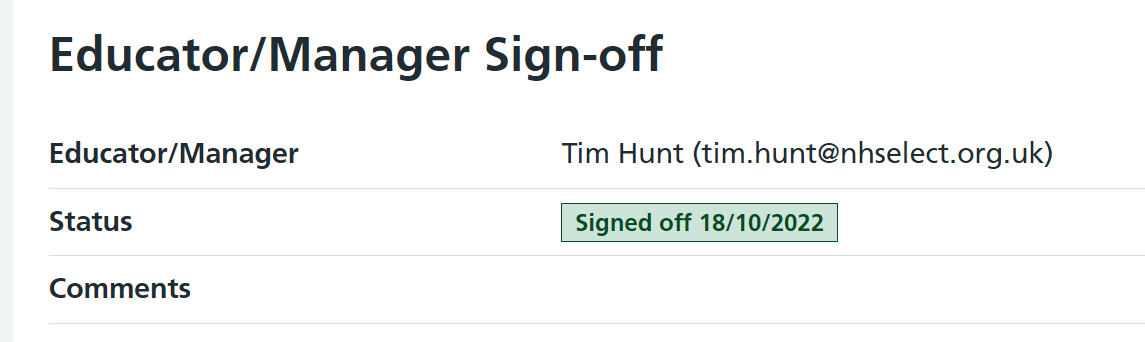 Educator/Manager Sign-off
Educator/Manager Tim Hunt (tim.hunt@nhselect.org.uk)
Status Signed off 18/10/2022
Comments